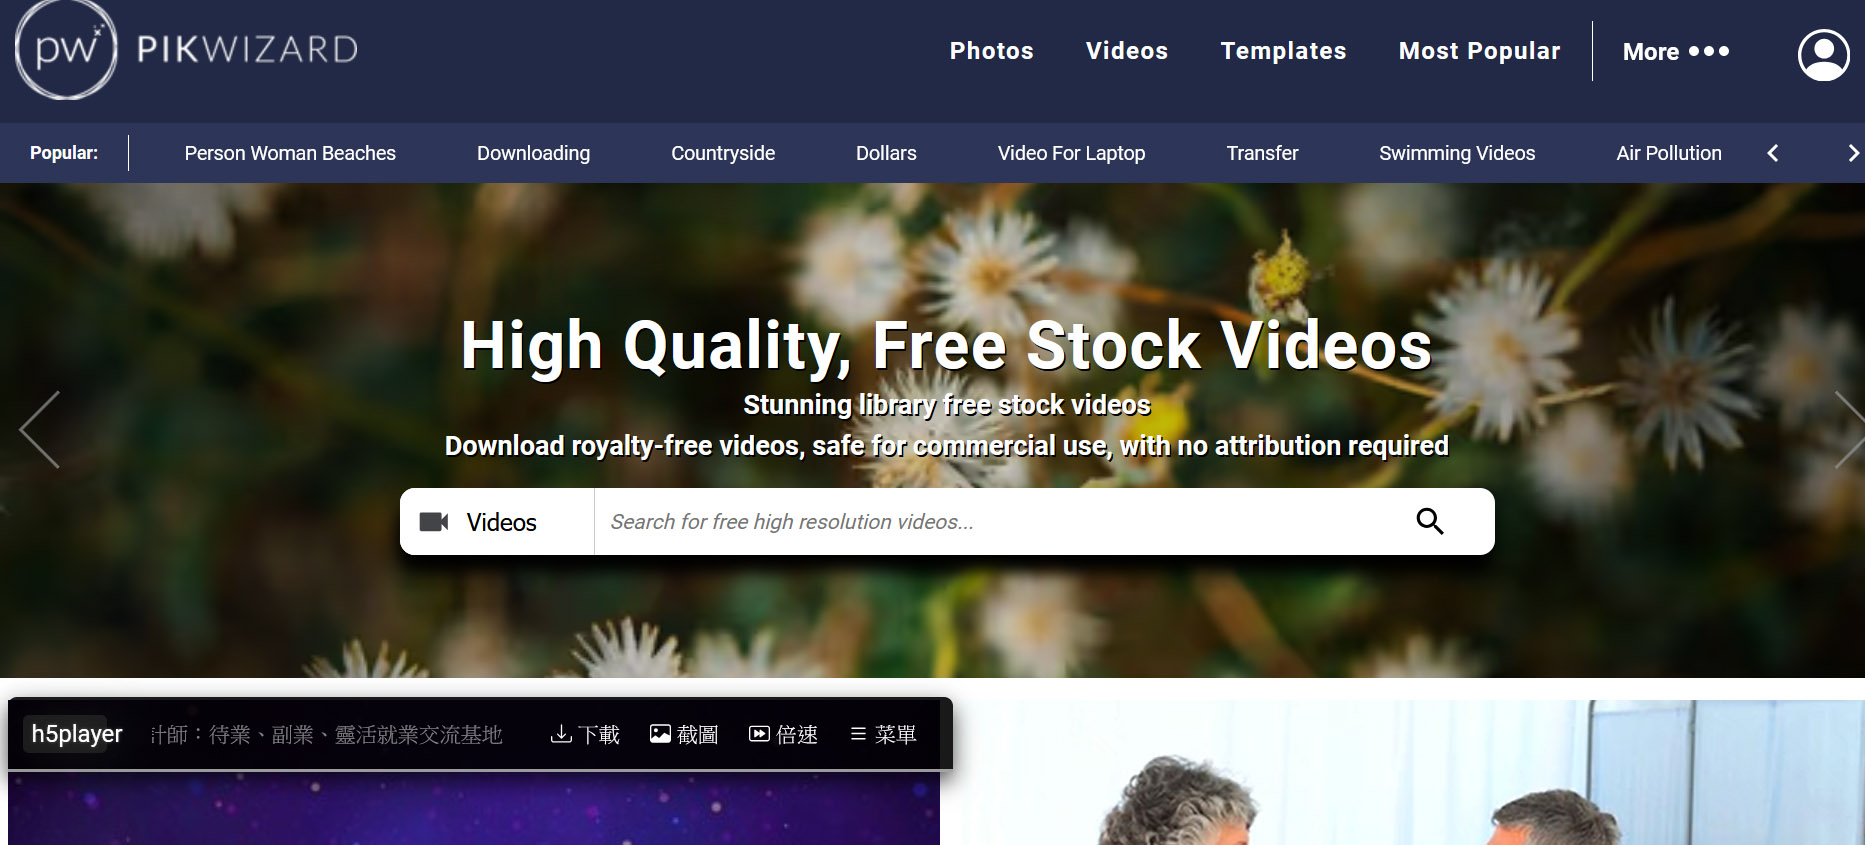 pw PIKWIZARD
Photos Videos Templates Most Popular More
Popular: Person Woman Beaches Downloading Countryside Dollars Video For Laptop Transfer Swimming Videos Air Pollution
High Quality, Free Stock Videos
Stunning library free stock videos
Download royalty-free videos, safe for commercial use, with no attribution required
Videos Search for free high resolution videos...
h5player 計師：待業、副業、靈活就業交流基地 下載 截圖 倍速 菜單